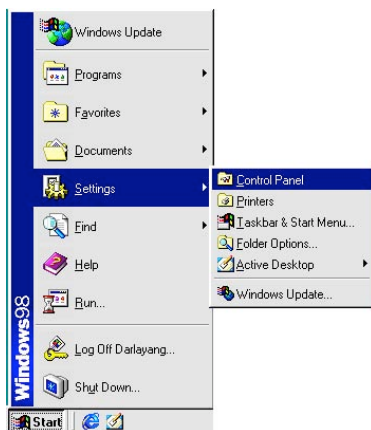 Windows Update
Programs
Favorites
Documents
Settings
Find
Help
Run...
Log Off Darlayang...
Shut Down...
Control Panel
Printers
Taskbar & Start Menu...
Folder Options...
Active Desktop
Windows Update...
Windows98
Start